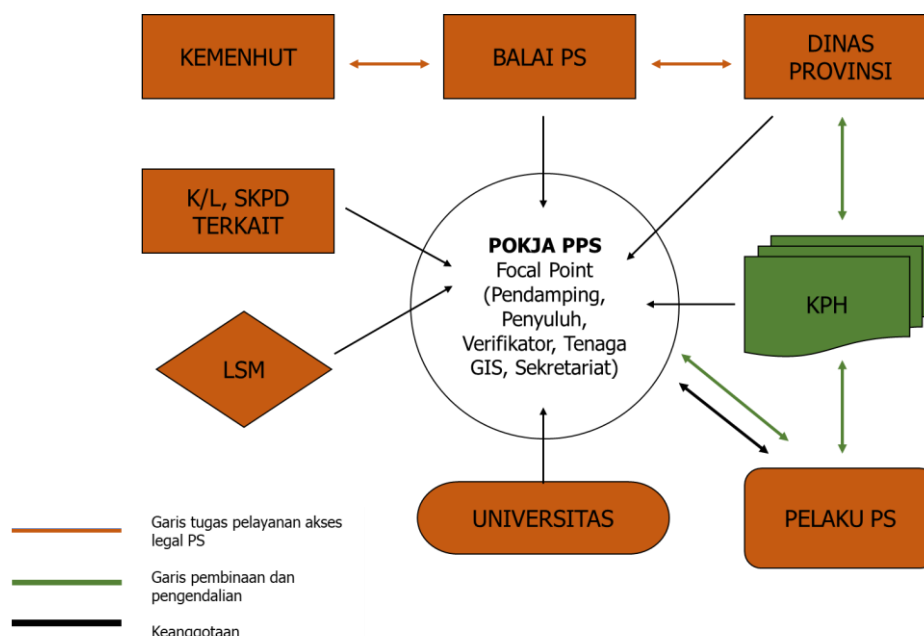 KEMENHUT
BALAI PS
DINAS
PROVINSI
K/L, SKPD
TERKAIT
POKJA PPS
Focal Point
(Pendamping,
Penyuluh,
Verifikator, Tenaga
GIS, Sekretariat)
KPH
LSM
UNIVERSITAS
PELAKU PS
Garis tugas pelayanan akses
legal PS
Garis pembinaan dan
pengendalian
Keanggotaan